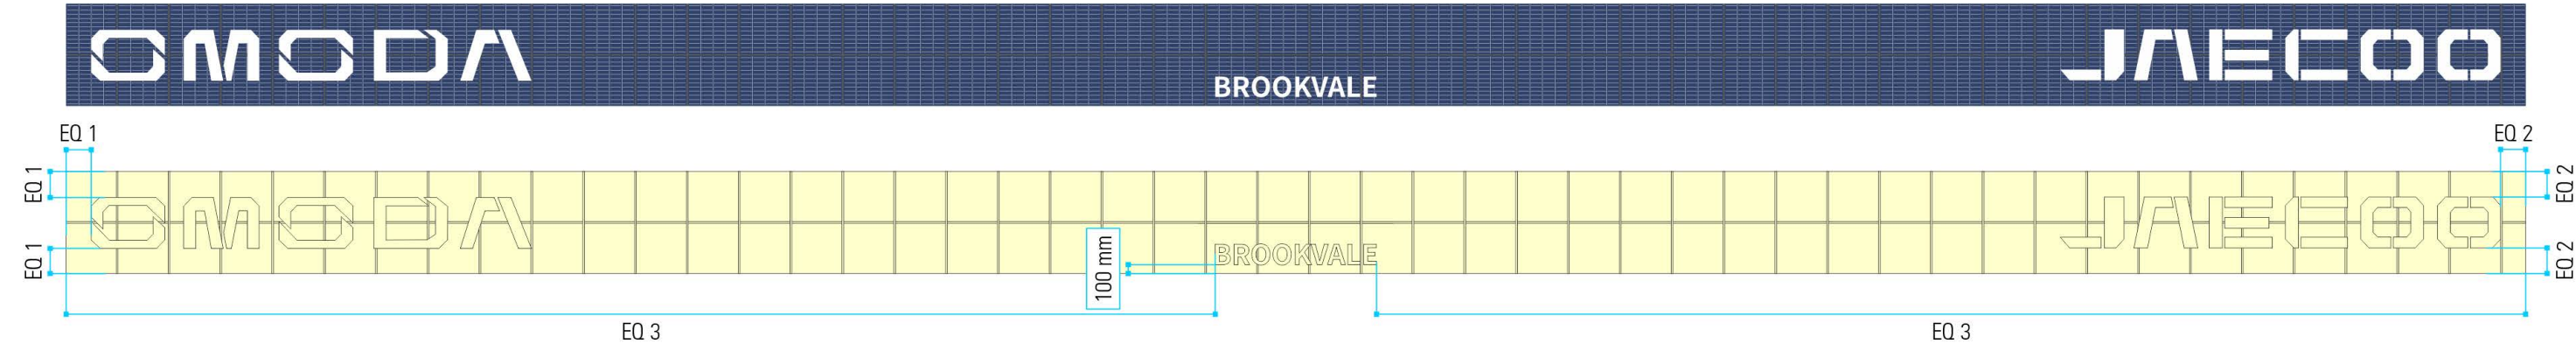 OMODA
BROOKVALE
JAECOO
EQ 1
EQ 2
EQ 1
EQ 2
OMODA
JAECOO
EQ 1
EQ 2
BROOKVALE
100 mm
EQ 3
EQ 3